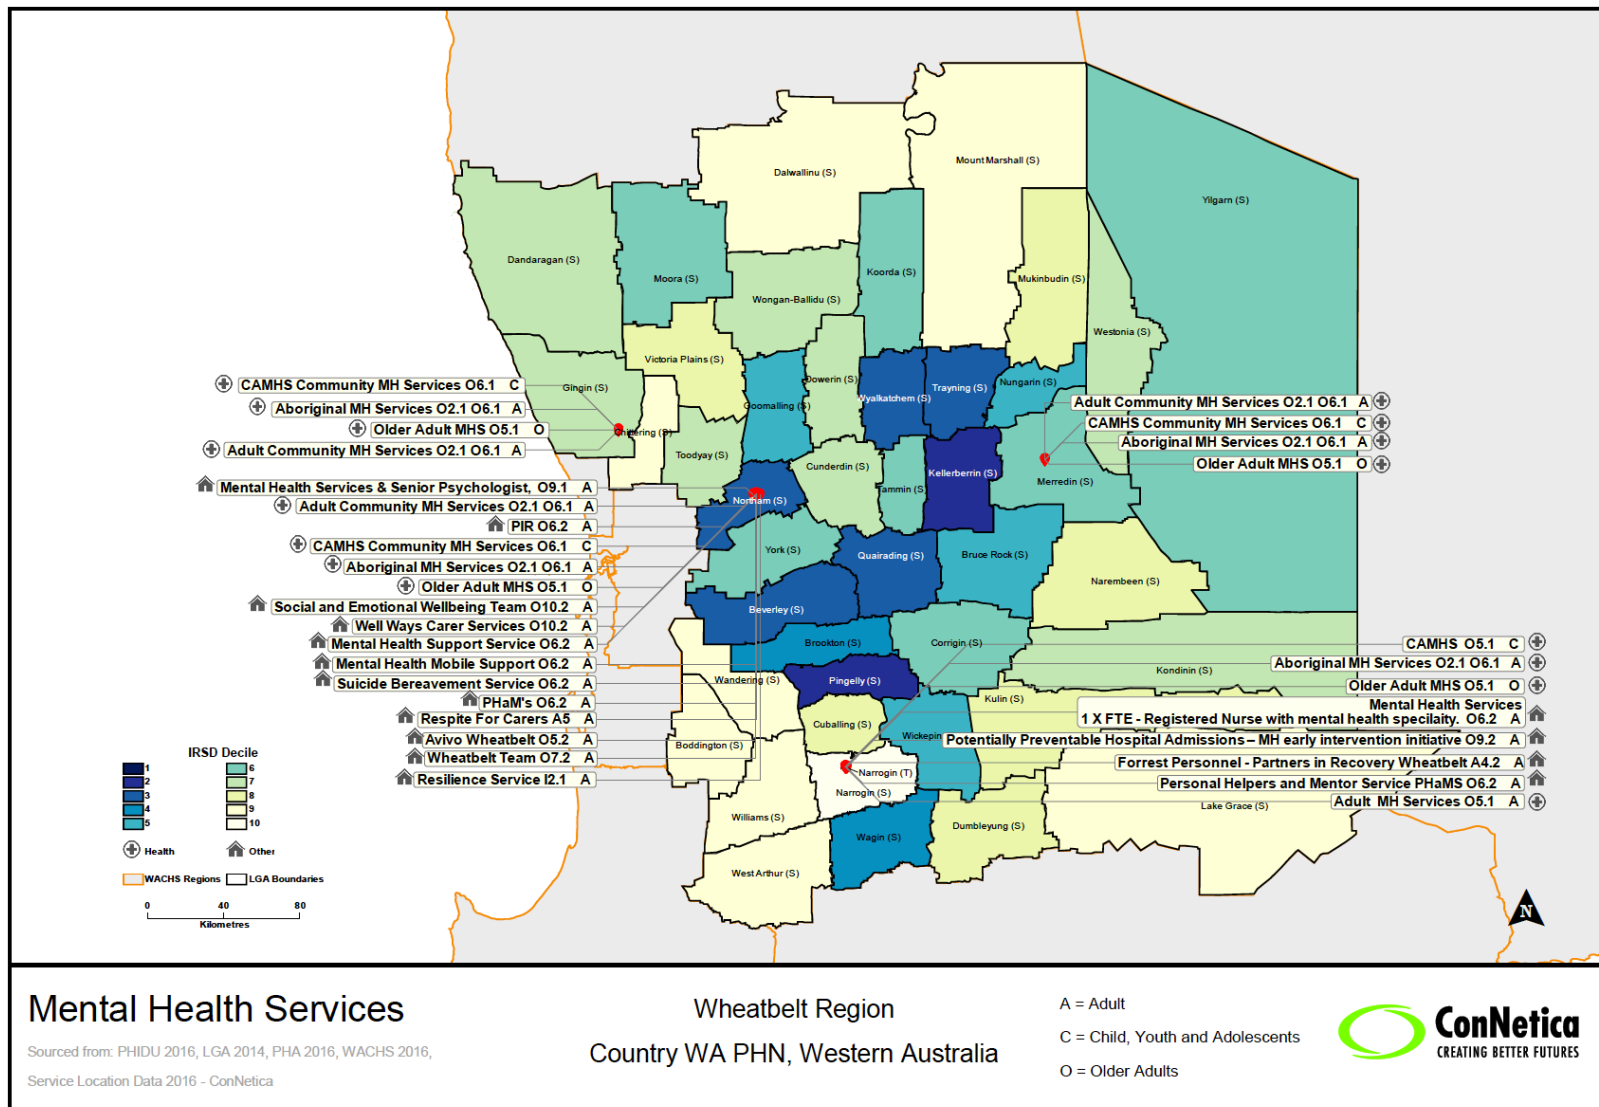 Dalwallinu (S)
Mount Marshall (S)
Yilgarn (S)
Dandaragan (S)
Moora (S)
Koorda (S)
Mukinbudin (S)
Wongan-Ballidu (S)
Westonia (S)
Victoria Plains (S)
Gingin (S)
Dowerin (S)
Wyalkatchem (S)
Trayning (S)
Nungarin (S)
Goomalling (S)
Chittering (S)
Toodyay (S)
Cunderdin (S)
Tammin (S)
Kellerberrin (S)
Merredin (S)
Northam (S)
York (S)
Quairading (S)
Bruce Rock (S)
Narembeen (S)
Beverley (S)
Brookton (S)
Corrigin (S)
Kondinin (S)
Wandering (S)
Pingelly (S)
Kulin (S)
Cuballing (S)
Wickepin
Boddington (S)
Narrogin (T)
Narrogin (S)
Lake Grace (S)
Williams (S)
Wagin (S)
Dumbleyung (S)
West Arthur (S)
CAMHS Community MH Services O6.1 C
Aboriginal MH Services O2.1 O6.1 A
Older Adult MHS O5.1 O
Adult Community MH Services O2.1 O6.1 A
Mental Health Services & Senior Psychologist, O9.1 A
Adult Community MH Services O2.1 O6.1 A
PIR O6.2 A
CAMHS Community MH Services O6.1 C
Aboriginal MH Services O2.1 O6.1 A
Older Adult MHS O5.1 O
Social and Emotional Wellbeing Team O10.2 A
Well Ways Carer Services O10.2 A
Mental Health Support Service O6.2 A
Mental Health Mobile Support O6.2 A
Suicide Bereavement Service O6.2 A
PHaM's O6.2 A
Respite For Carers A5 A
Avivo Wheatbelt O5.2 A
Wheatbelt Team O7.2 A
Resilience Service I2.1 A
Adult Community MH Services O2.1 O6.1 A
CAMHS Community MH Services O6.1 C
Aboriginal MH Services O2.1 O6.1 A
Older Adult MHS O5.1 O
CAMHS O5.1 C
Aboriginal MH Services O2.1 O6.1 A
Older Adult MHS O5.1 O
Mental Health Services
1 X FTE - Registered Nurse with mental health specilaity. O6.2 A
Potentially Preventable Hospital Admissions – MH early intervention initiative O9.2 A
Forrest Personnel - Partners in Recovery Wheatbelt A4.2 A
Personal Helpers and Mentor Service PHaMS O6.2 A
Adult MH Services O5.1 A
IRSD Decile
1 6
2 7
3 8
4 9
5 10
Health Other
WACHS Regions LGA Boundaries
0 40 80
Kilometres
N
Mental Health Services
Sourced from: PHIDU 2016, LGA 2014, PHA 2016, WACHS 2016,
Service Location Data 2016 - ConNetica
Wheatbelt Region
Country WA PHN, Western Australia
A = Adult
C = Child, Youth and Adolescents
O = Older Adults
ConNetica
CREATING BETTER FUTURES